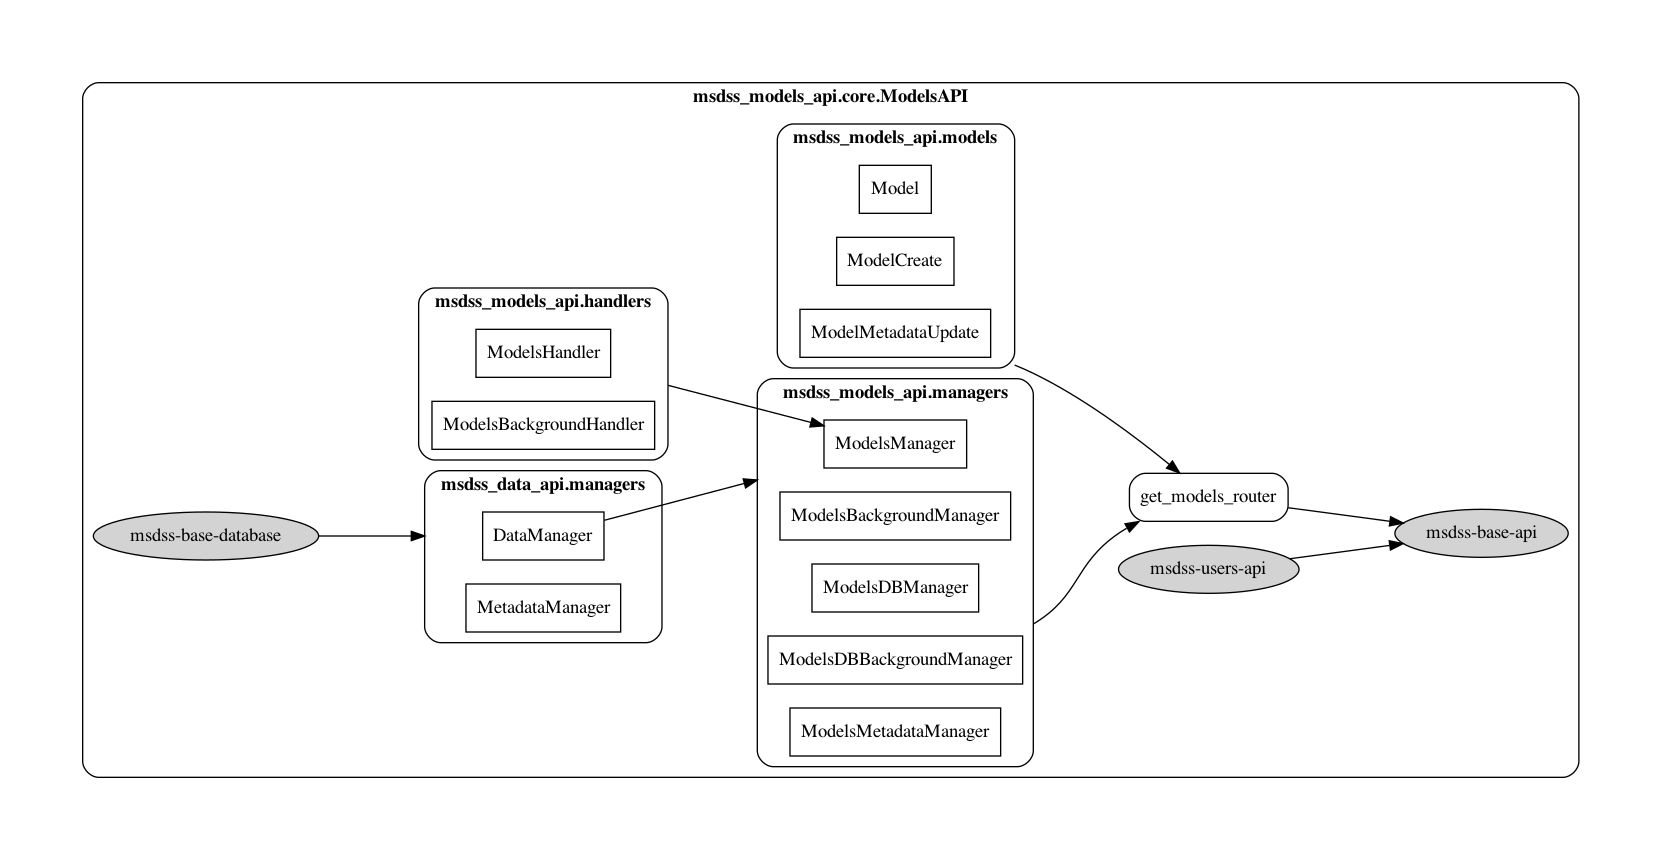 msdss_models_api.core.ModelsAPI
msdss_models_api.models
Model
ModelCreate
ModelMetadataUpdate
msdss_models_api.handlers
ModelsHandler
ModelsBackgroundHandler
msdss_data_api.managers
DataManager
MetadataManager
msdss-base-database
msdss_models_api.managers
ModelsManager
ModelsBackgroundManager
ModelsDBManager
ModelsDBBackgroundManager
ModelsMetadataManager
get_models_router
msdss-users-api
msdss-base-api